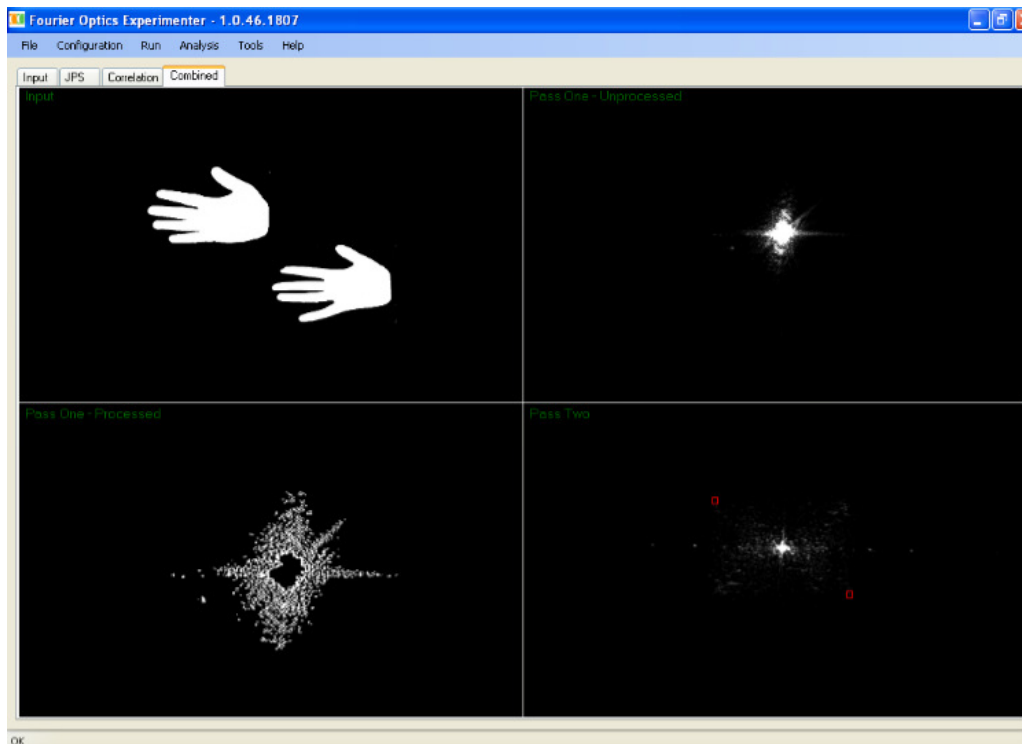 Fourier Optics Experimenter - 1.0.46.1807
File Configuration Run Analysis Tools Help
Input JPS Correlation Combined
Input
Pass One - Unprocessed
Pass One - Processed
Pass Two
OK